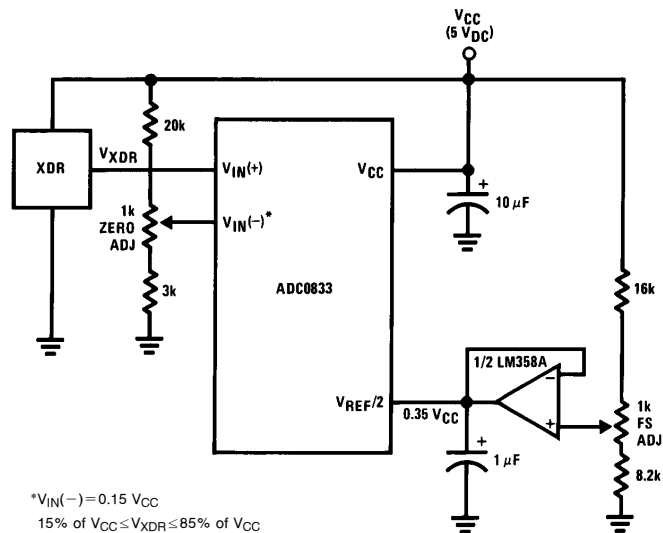 VCC
(5 VDC)
20k
XDR
VXDR
VIN(+)
VCC
+
10 μF
1k
ZERO
ADJ
VIN(−)*
3k
ADC0833
16k
1/2 LM358A
−
+
VREF/2
0.35 VCC
1k
FS
ADJ
+
1 μF
8.2k
*VIN(−)=0.15 VCC
15% of VCC≤VXDR≤85% of VCC